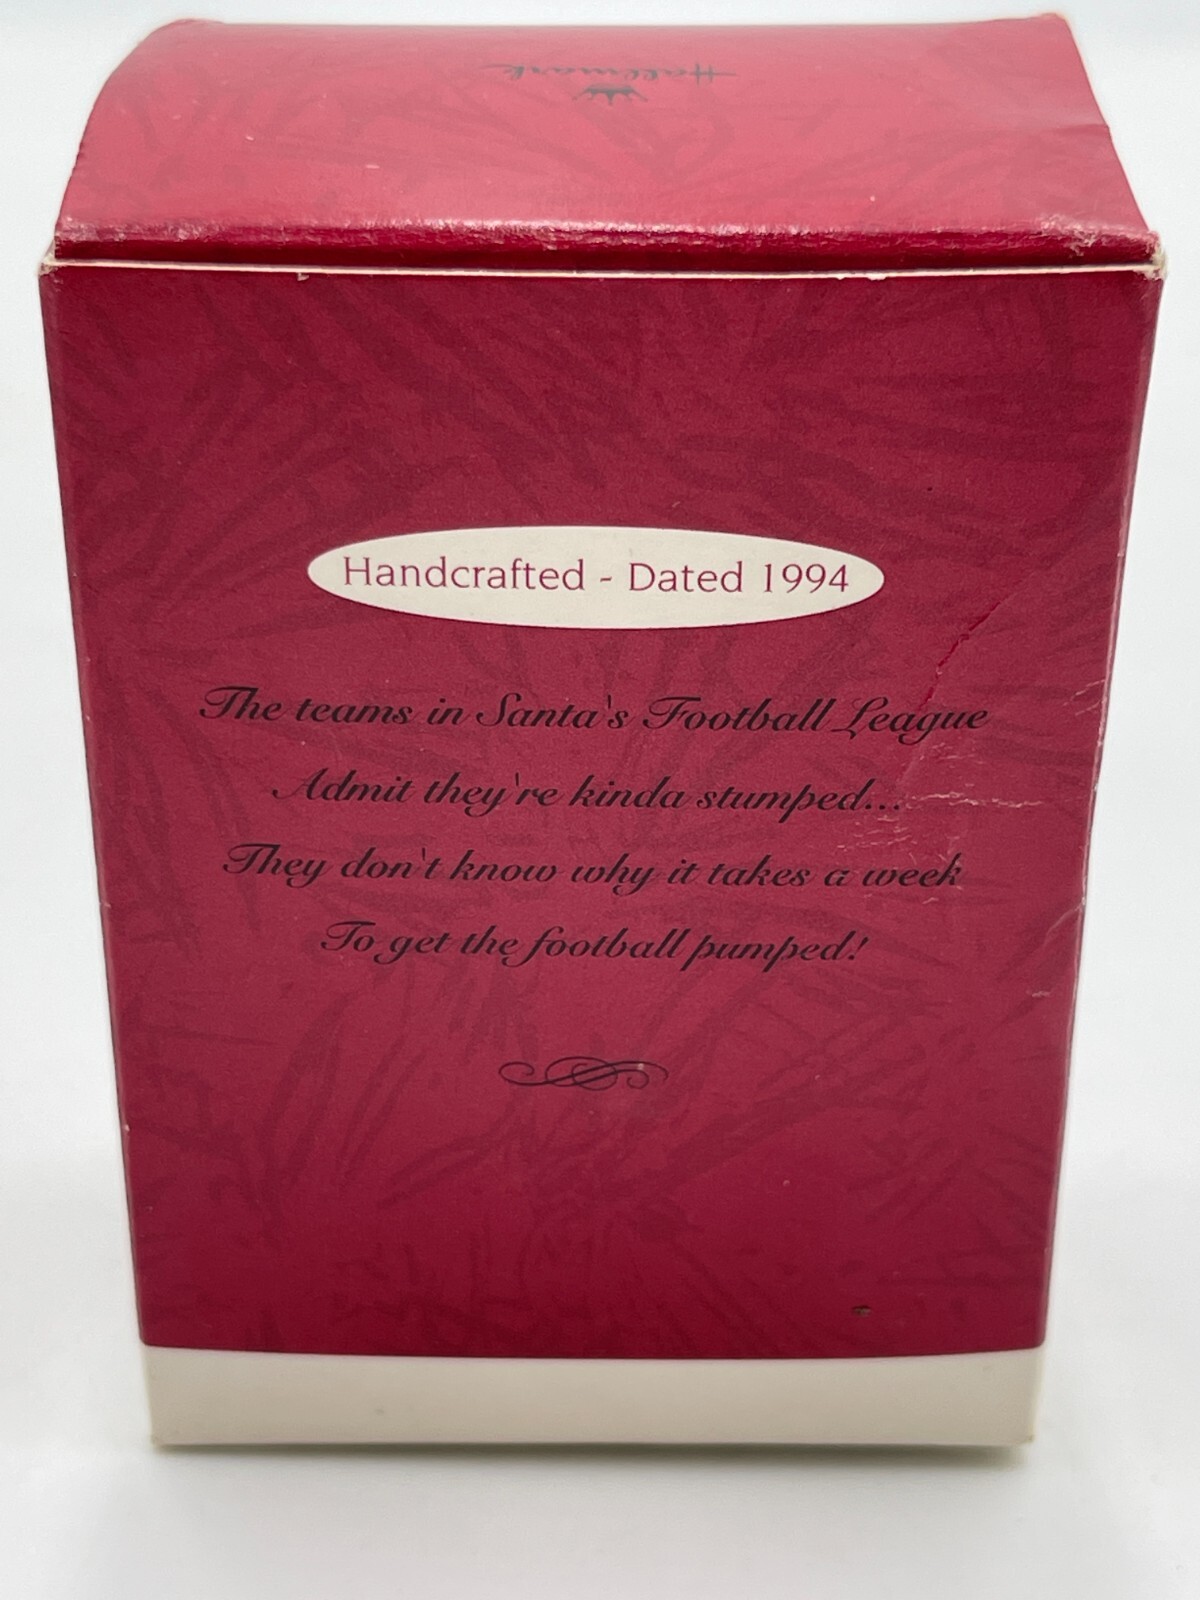 Hallmark
Handcrafted - Dated 1994
The teams in Santa's Football League
Admit they're kinda stumped...
They don't know why it takes a week
To get the football pumped!